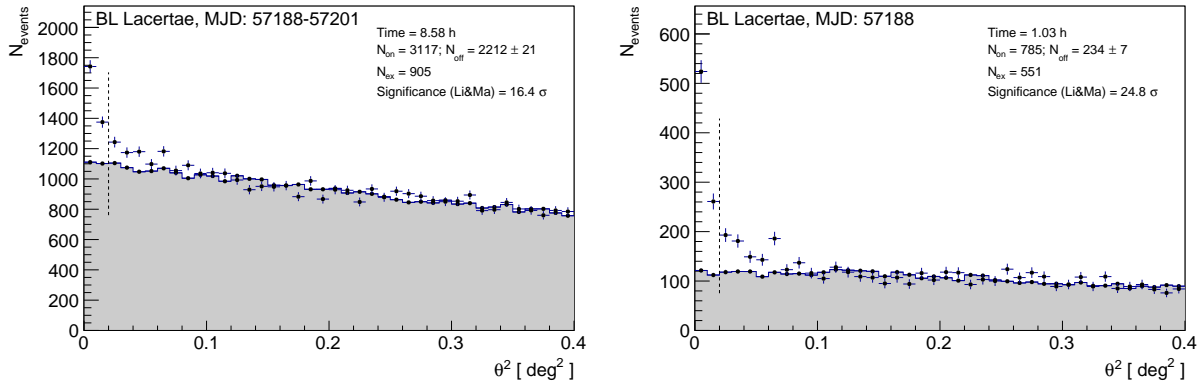 BL Lacertae, MJD: 57188-57201
Time = 8.58 h
N_on = 3117; N_off = 2212 ± 21
N_ex = 905
Significance (Li&Ma) = 16.4 σ
N_events
2000
1800
1600
1400
1200
1000
800
600
400
200
0
0 0.1 0.2 0.3 0.4
θ² [ deg² ]
BL Lacertae, MJD: 57188
Time = 1.03 h
N_on = 785; N_off = 234 ± 7
N_ex = 551
Significance (Li&Ma) = 24.8 σ
N_events
600
500
400
300
200
100
0
0 0.1 0.2 0.3 0.4
θ² [ deg² ]